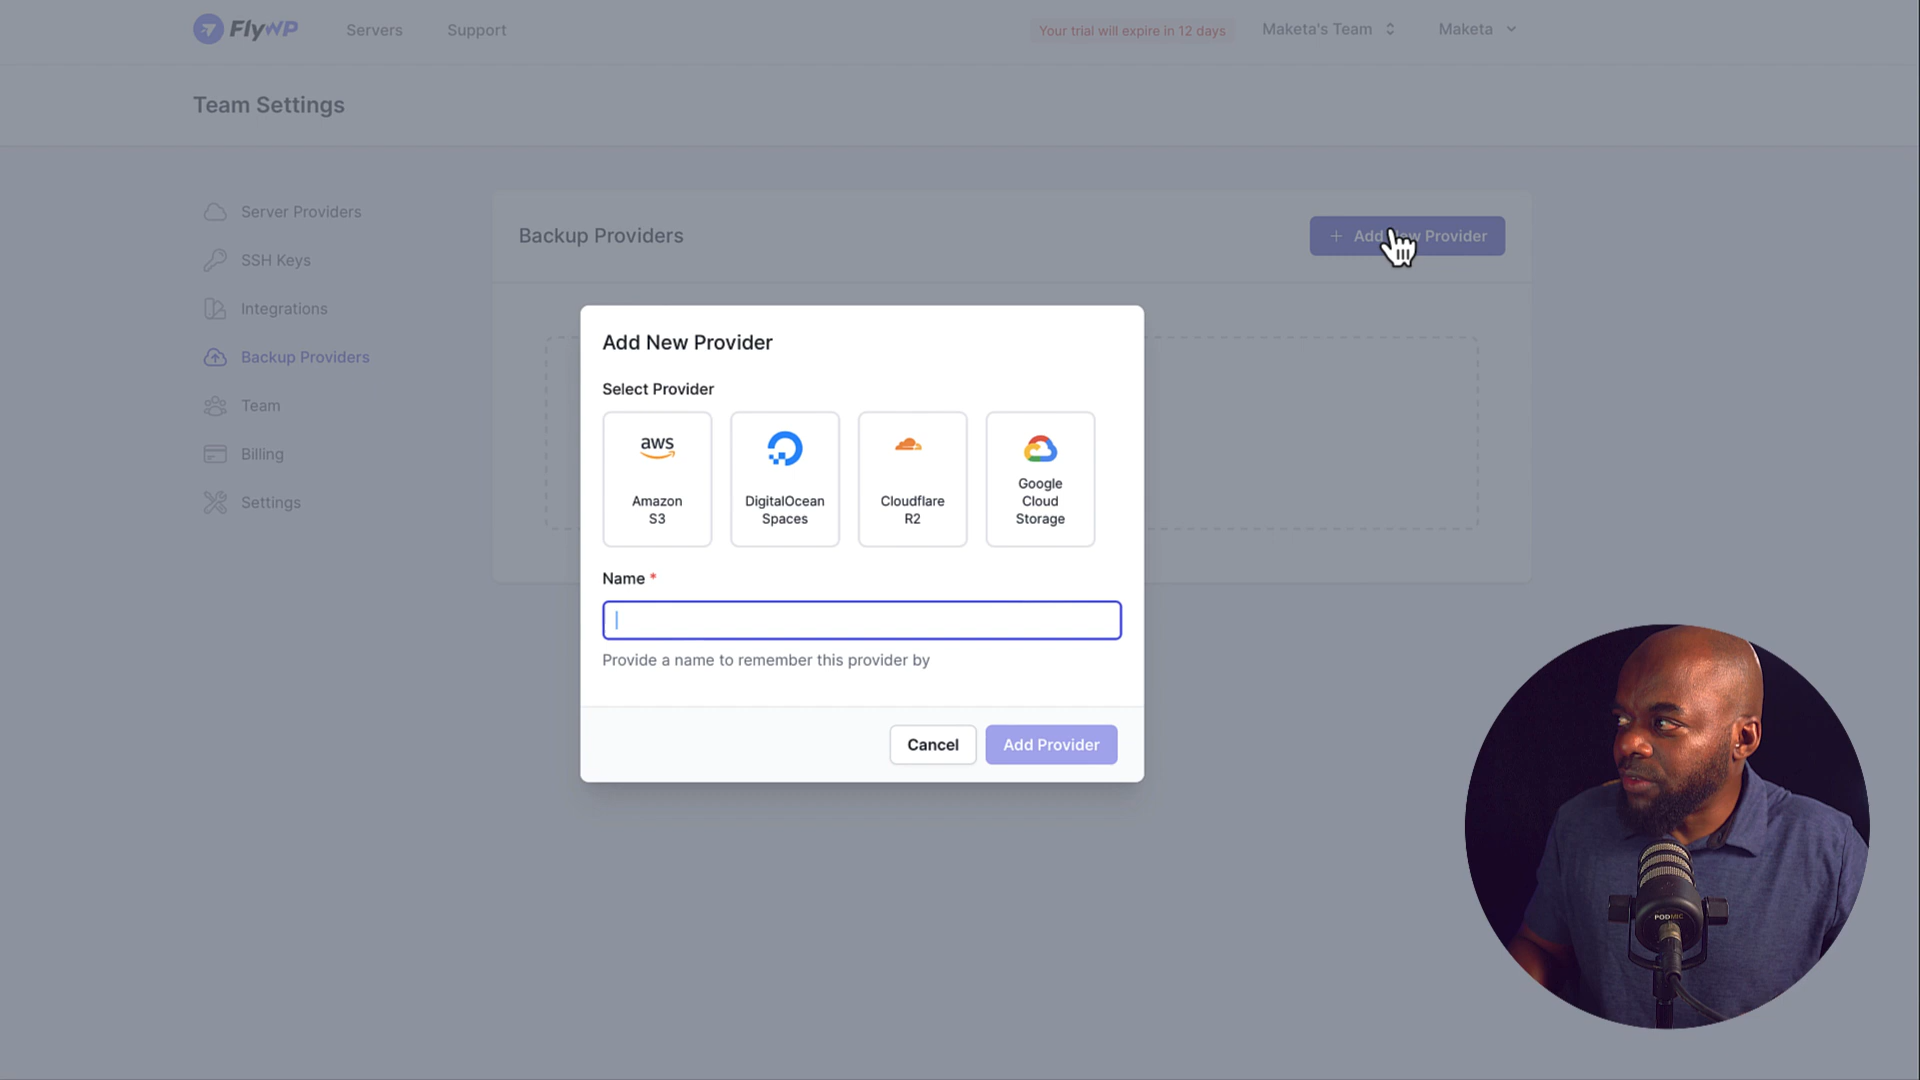 FlyWP
Servers
Support
Your trial will expire in 12 days
Maketa's Team
Maketa
Team Settings
Server Providers
SSH Keys
Integrations
Backup Providers
Team
Billing
Settings
Backup Providers
+ Add New Provider
Add New Provider
Select Provider
aws
Amazon
S3
DigitalOcean
Spaces
Cloudflare
R2
Google
Cloud
Storage
Name *
Provide a name to remember this provider by
Cancel
Add Provider
PODMIC